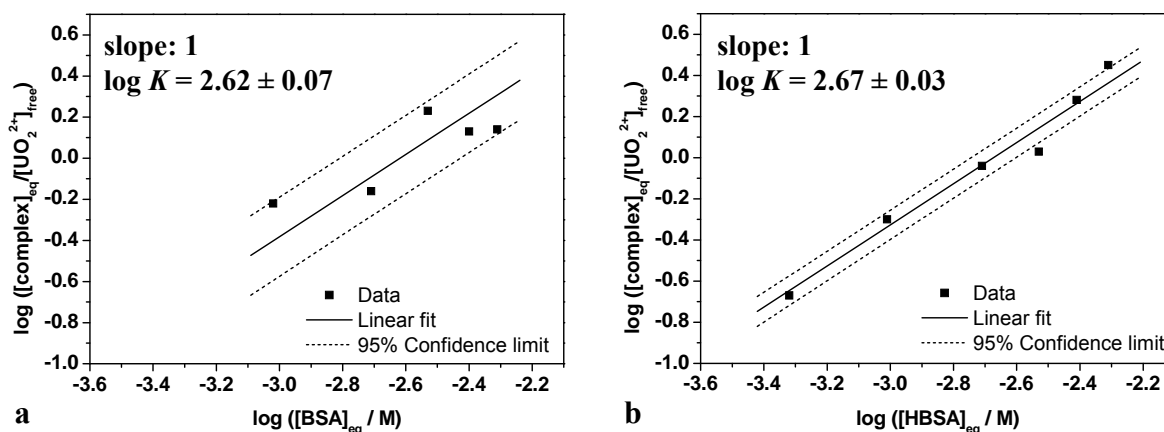 slope: 1
log K = 2.62 ± 0.07
log ([complex]eq/[UO₂²⁺]free)
0.6
0.4
0.2
0.0
-0.2
-0.4
-0.6
-0.8
-1.0
Data
Linear fit
95% Confidence limit
-3.6 -3.4 -3.2 -3.0 -2.8 -2.6 -2.4 -2.2
log ([BSA]eq / M)
a
slope: 1
log K = 2.67 ± 0.03
log ([complex]eq/[UO₂²⁺]free)
0.6
0.4
0.2
0.0
-0.2
-0.4
-0.6
-0.8
-1.0
Data
Linear fit
95% Confidence limit
-3.6 -3.4 -3.2 -3.0 -2.8 -2.6 -2.4 -2.2
log ([HBSA]eq / M)
b